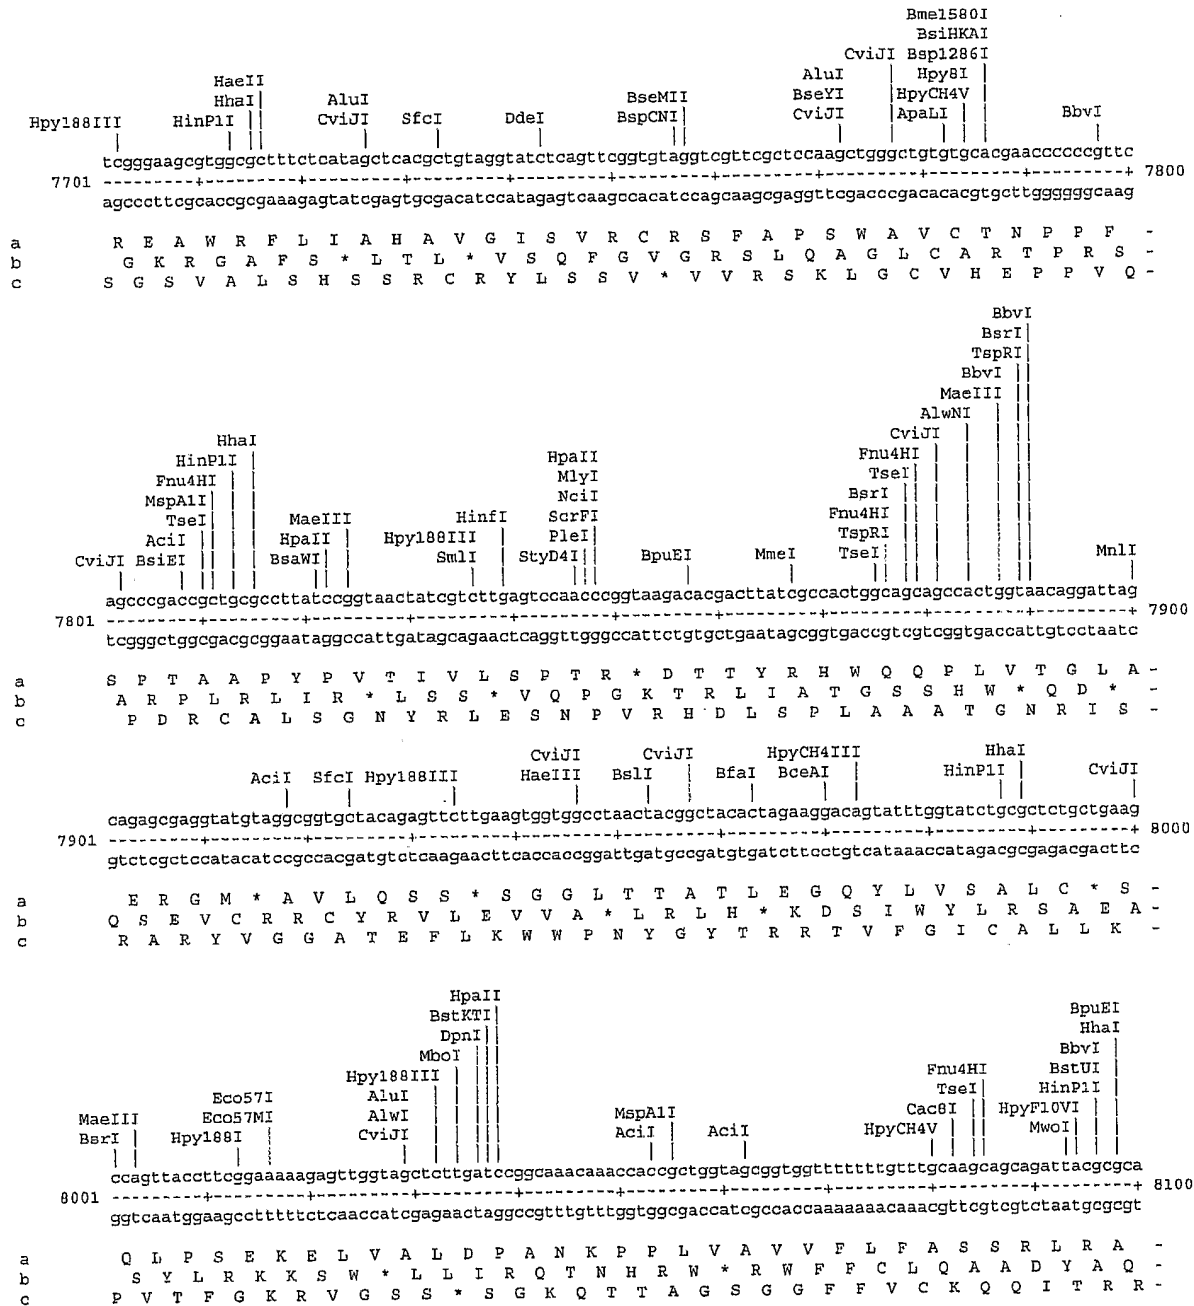 Bme1580I
BsiHKAI
CviJI Bsp1286I
HaeII AluI Hpy8I
HhaI AluI BseMII BseYI HpyCH4V
Hpy188III HinP1I CviJI SfcI DdeI BspCNI CviJI ApaLI BbvI
tcgggaagcgtggcgctttctcatagctcacgctgtaggtatctcagttcggtgtaggtcgttcgctccaagctgggctgtgtgcacgaaccccccgttc
7701 ---------+---------+---------+---------+---------+---------+---------+---------+---------+---------+ 7800
agcccttcgcaccgcgaaagagtatcgagtgcgacatccatagagtcaagccacatccagcaagcgaggttcgacccgacacacgtgcttggggggcaag
a R E A W R F L I A H A V G I S V R C R S F A P S W A V C T N P P F -
b G K R G A F S * L T L * V S Q F G V G R S L Q A G L C A R T P R S -
c S G S V A L S H S S R C R Y L S S V * V V R S K L G C V H E P P V Q -
BbvI
BsrI
TspRI
BbvI
MaeIII
AlwNI
HhaI CviJI
HinP1I HpaII Fnu4HI
Fnu4HI MlyI TseI
MspA1I NciI BsrI
TseI MaeIII HinfI ScrFI Fnu4HI
AciI HpaII Hpy188III PleI TspRI
CviJI BsiEI BsaWI SmlI StyD4I BpuEI MmeI TseI MnlI
agcccgaccgctgcgccttatccggtaactatcgtcttgagtccaacccggtaagacacgacttatcgccactggcagcagccactggtaacaggattag
7801 ---------+---------+---------+---------+---------+---------+---------+---------+---------+---------+ 7900
tcgggctggcgacgcggaataggccattgatagcagaactcaggttgggccattctgtgctgaatagcggtgaccgtcgtcggtgaccattgtcctaatc
a S P T A A P Y P V T I V L S P T R * D T T Y R H W Q Q P L V T G L A -
b A R P L R L I R * L S S * V Q P G K T R L I A T G S S H W * Q D * -
c P D R C A L S G N Y R L E S N P V R H D L S P L A A A T G N R I S -
CviJI CviJI HpyCH4III HhaI
AciI SfcI Hpy188III HaeIII BslI BfaI BceAI HinP1I CviJI
cagagcgaggtatgtaggcggtgctacagagttcttgaagtggtggcctaactacggctacactagaaggacagtatttggtatctgcgctctgctgaag
7901 ---------+---------+---------+---------+---------+---------+---------+---------+---------+---------+ 8000
gtctcgctccatacatccgccacgatgtctcaagaacttcaccaccggattgatgccgatgtgatcttcctgtcataaaccatagacgcgagacgacttc
a E R G M * A V L Q S S * S G G L T T A T L E G Q Y L V S A L C * S -
b Q S E V C R R C Y R V L E V V A * L R L H * K D S I W Y L R S A E A -
c R A R Y V G G A T E F L K W W P N Y G Y T R R T V F G I C A L L K -
HpaII
BstKTI BpuEI
DpnI HhaI
MboI BbvI
Hpy188III Fnu4HI BstUI
Eco57I AluI TseI HinP1I
MaeIII Eco57MI AlwI MspA1I Cac8I HpyF10VI
BsrI Hpy188I CviJI AciI AciI HpyCH4V MwoI
ccagttaccttcggaaaaagagttggtagctcttgatccggcaaacaaaccaccgctggtagcggtggtttttttgtttgcaagcagcagattacgcgca
8001 ---------+---------+---------+---------+---------+---------+---------+---------+---------+---------+ 8100
ggtcaatggaagcctttttctcaaccatcgagaactaggccgtttgtttggtggcgaccatcgccaccaaaaaaacaaacgttcgtcgtctaatgcgcgt
a Q L P S E K E L V A L D P A N K P P L V A V V F L F A S S R L R A -
b S Y L R K K S W * L L I R Q T N H R W * R W F F C L Q A A D Y A Q -
c P V T F G K R V G S S * S G K Q T T A G S G G F F V C K Q Q I T R R -